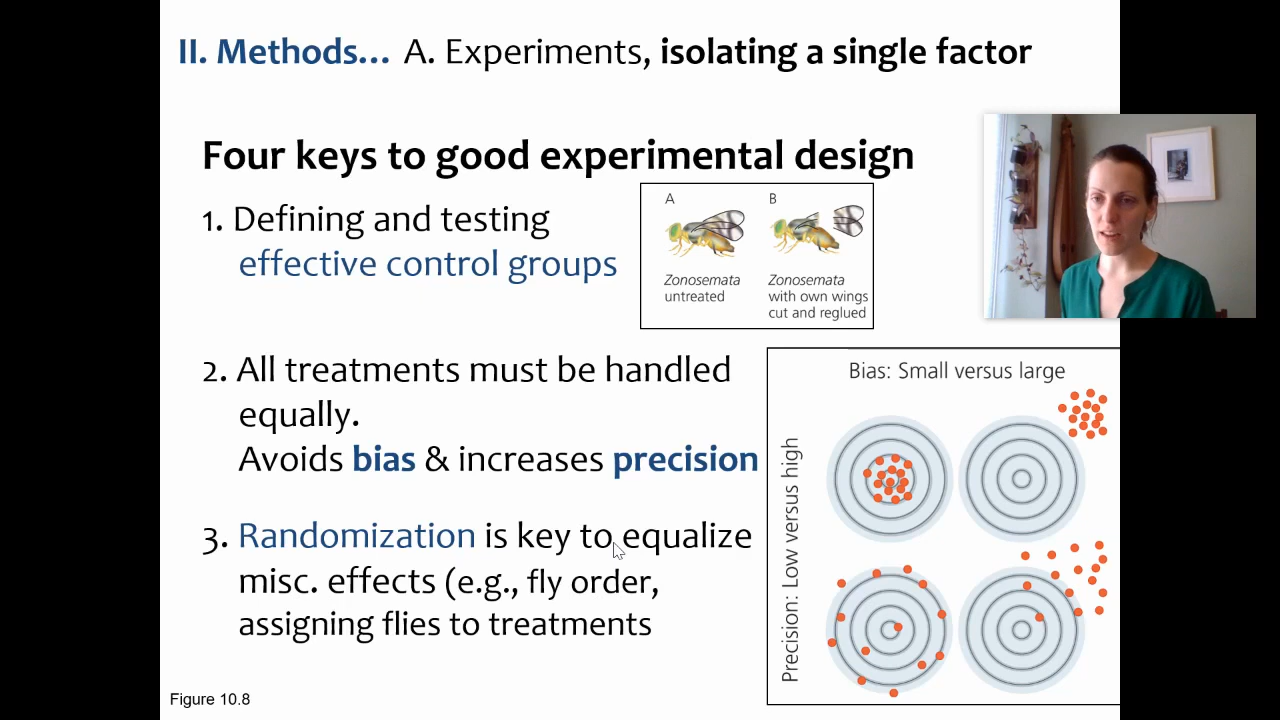 II. Methods... A. Experiments, isolating a single factor
Four keys to good experimental design
1. Defining and testing
effective control groups
A
B
Zonosemata
untreated
Zonosemata
with own wings
cut and reglued
2. All treatments must be handled
equally.
Avoids bias & increases precision
Bias: Small versus large
Precision: Low versus high
3. Randomization is key to equalize
misc. effects (e.g., fly order,
assigning flies to treatments
Figure 10.8